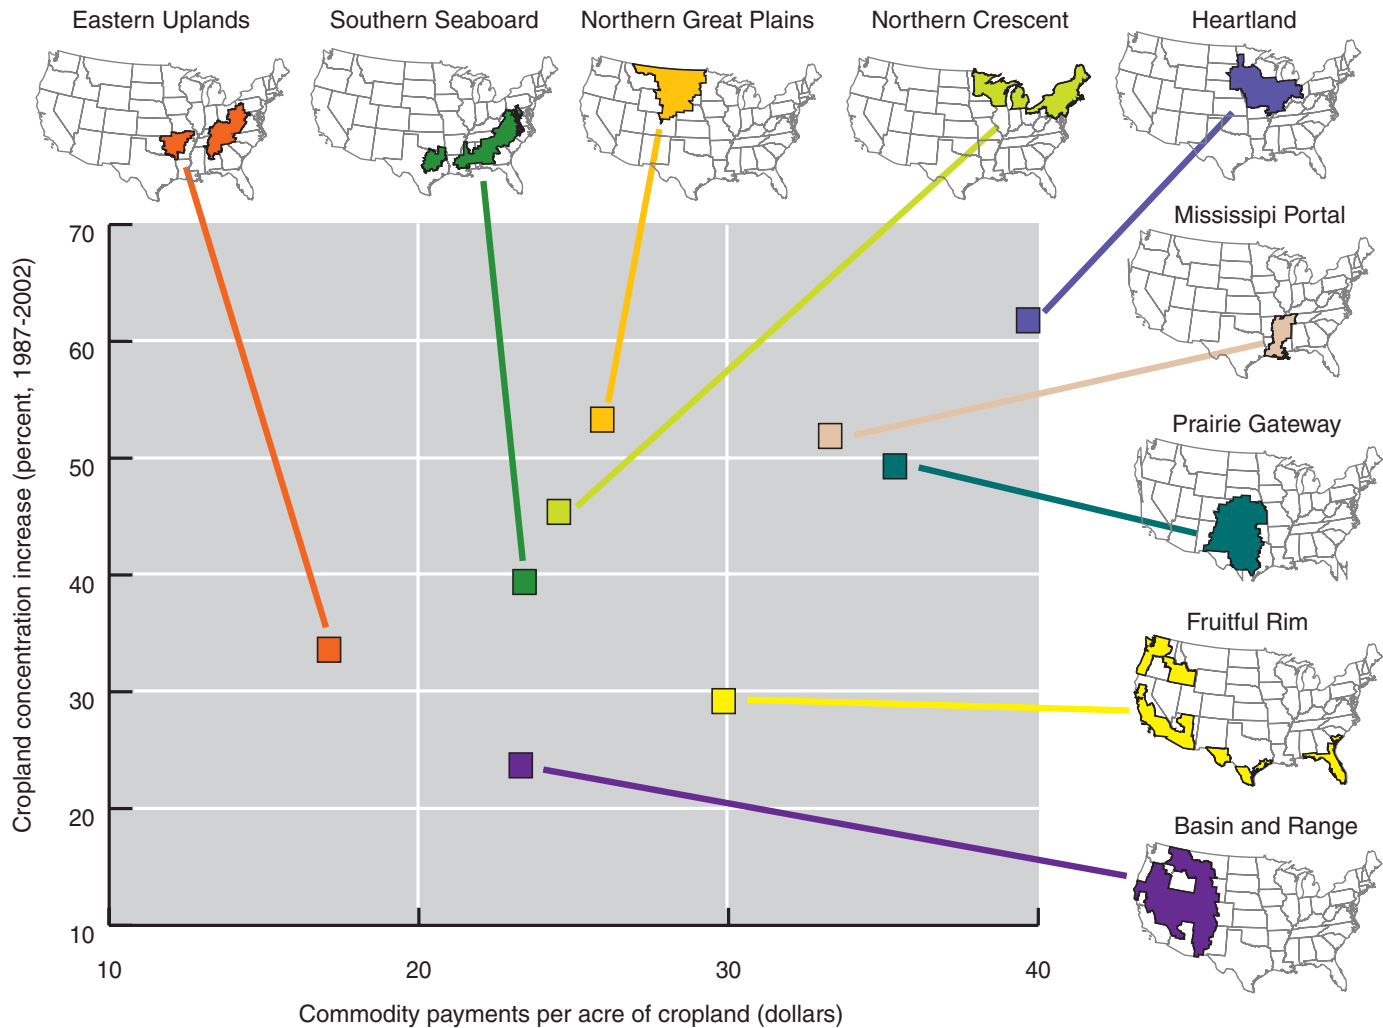 Eastern Uplands
Southern Seaboard
Northern Great Plains
Northern Crescent
Heartland
Mississipi Portal
Prairie Gateway
Fruitful Rim
Basin and Range
Cropland concentration increase (percent, 1987-2002)
70
60
50
40
30
20
10
10 20 30 40
Commodity payments per acre of cropland (dollars)